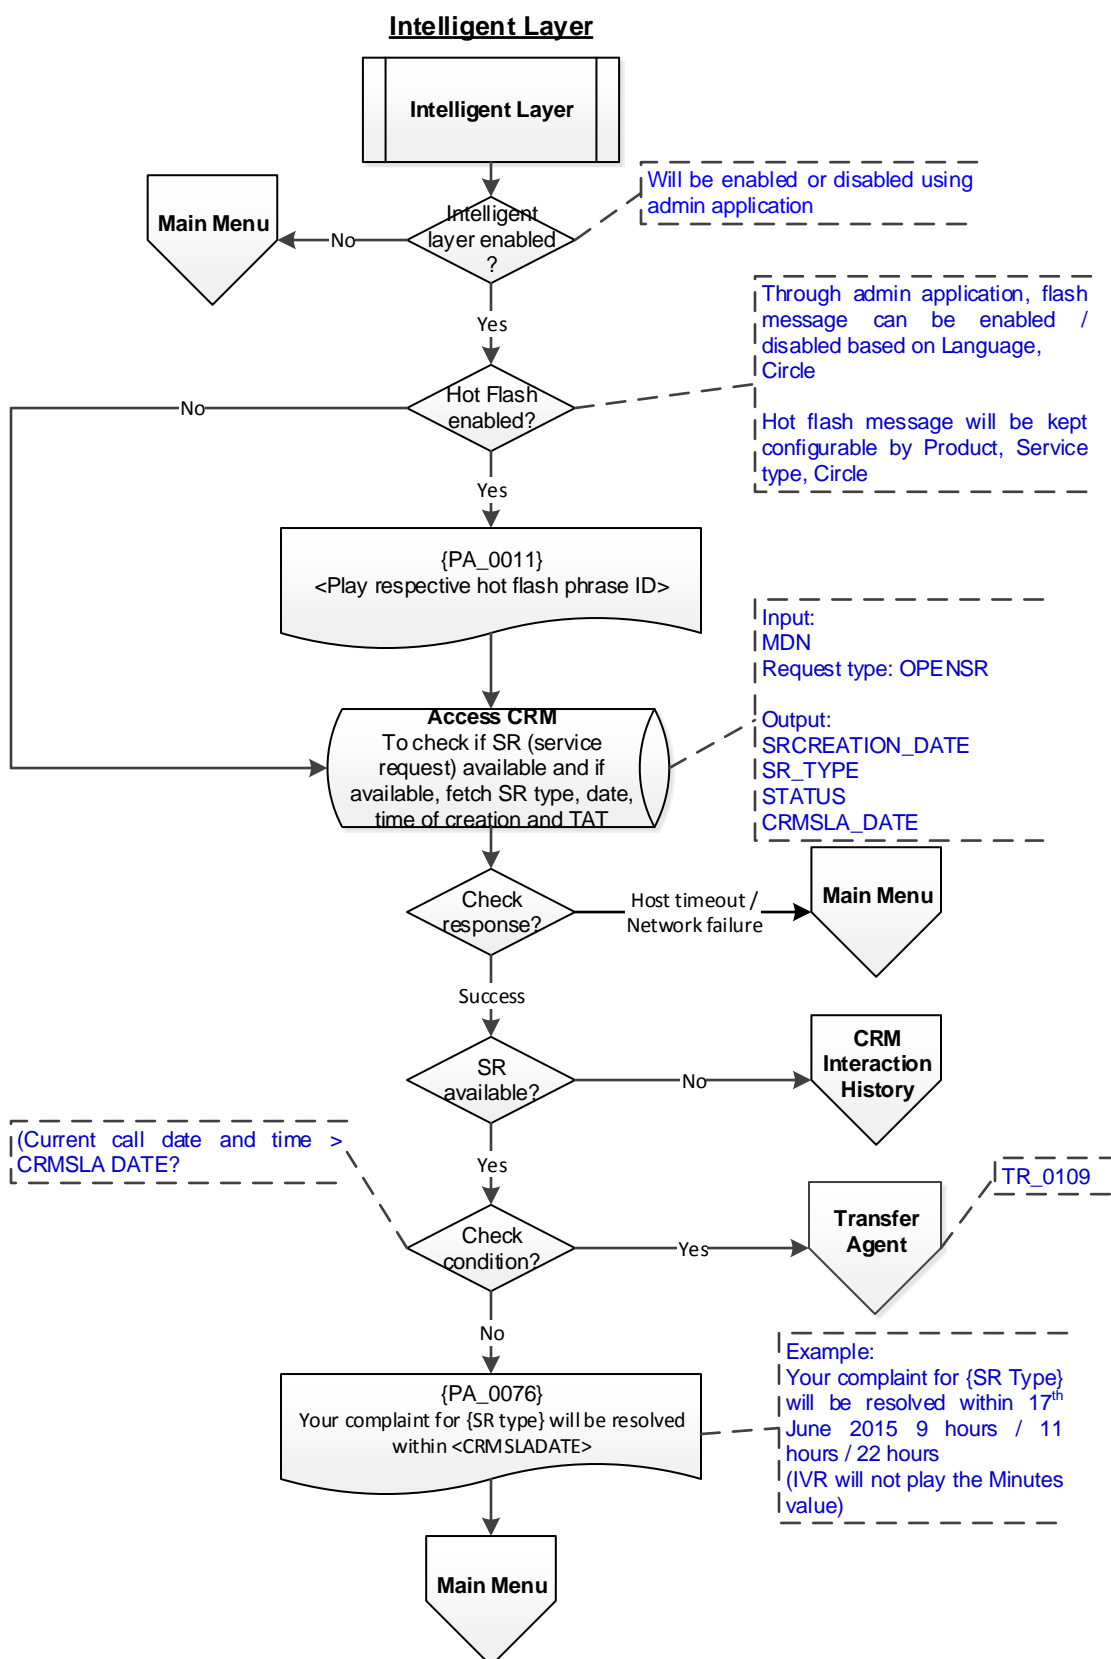 Intelligent Layer
Intelligent Layer
Will be enabled or disabled using
admin application
Main Menu
Intelligent
layer enabled
?
No
Yes
Through admin application, flash
message can be enabled /
disabled based on Language,
Circle
Hot flash message will be kept
configurable by Product, Service
type, Circle
Hot Flash
enabled?
No
Yes
{PA_0011}
<Play respective hot flash phrase ID>
Input:
MDN
Request type: OPENSR
Output:
SRCREATION_DATE
SR_TYPE
STATUS
CRMSLA_DATE
Access CRM
To check if SR (service
request) available and if
available, fetch SR type, date,
time of creation and TAT
Check
response?
Host timeout /
Network failure
Main Menu
Success
SR
available?
No
CRM
Interaction
History
(Current call date and time >
CRMSLA DATE?
Yes
TR_0109
Check
condition?
Yes
Transfer
Agent
No
{PA_0076}
Your complaint for {SR type} will be resolved
within <CRMSLADATE>
Example:
Your complaint for {SR Type}
will be resolved within 17th
June 2015 9 hours / 11
hours / 22 hours
(IVR will not play the Minutes
value)
Main Menu